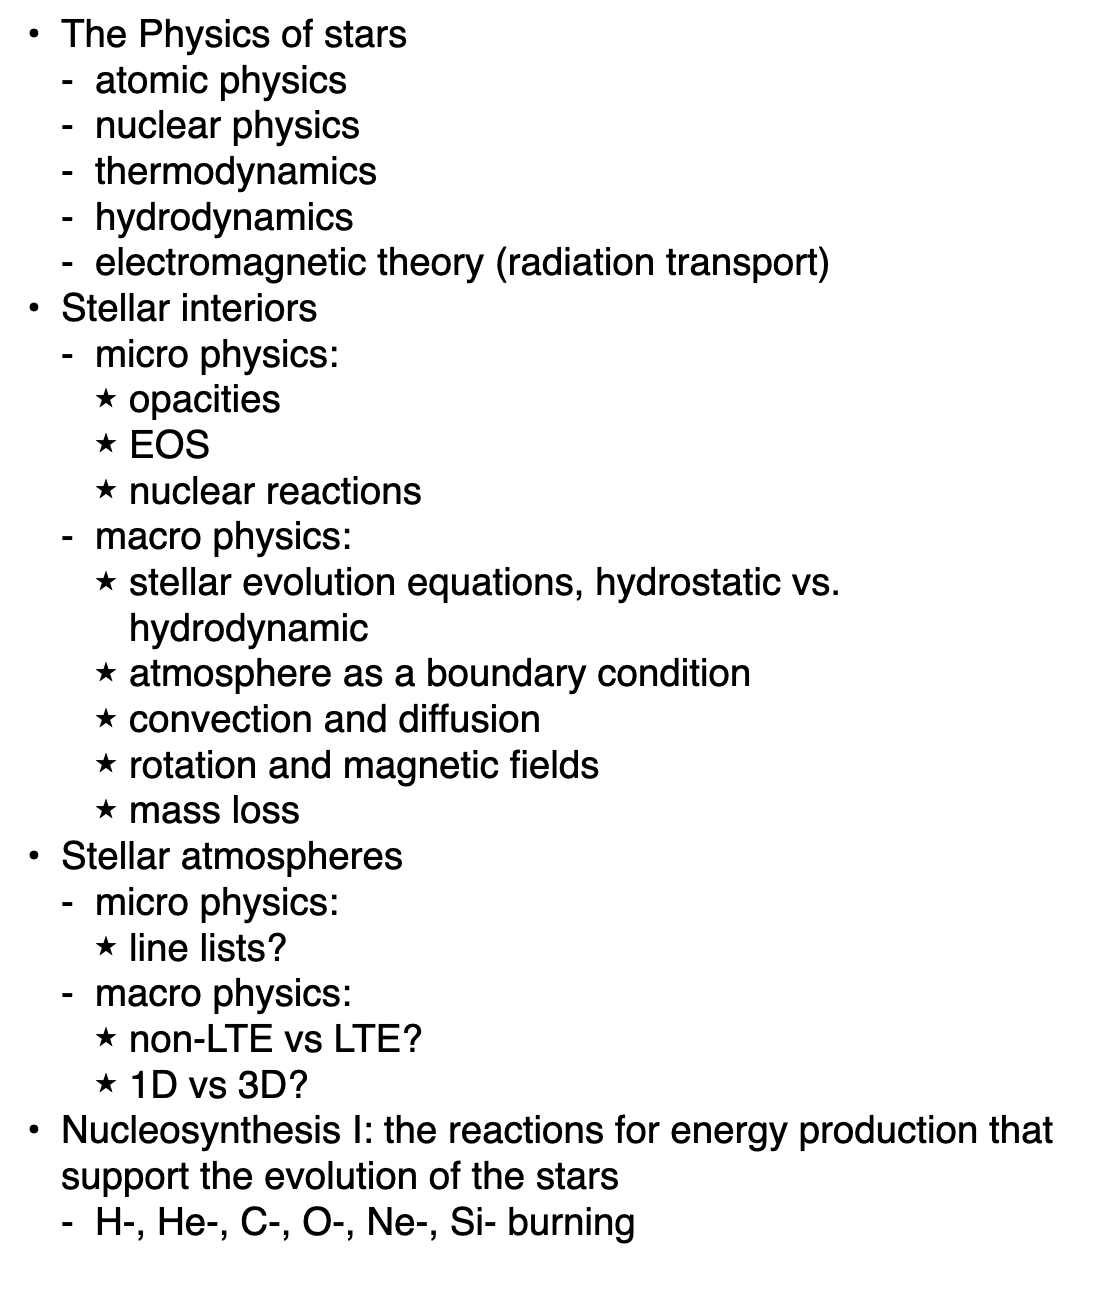 • The Physics of stars
- atomic physics
- nuclear physics
- thermodynamics
- hydrodynamics
- electromagnetic theory (radiation transport)
• Stellar interiors
- micro physics:
★ opacities
★ EOS
★ nuclear reactions
- macro physics:
★ stellar evolution equations, hydrostatic vs.
hydrodynamic
★ atmosphere as a boundary condition
★ convection and diffusion
★ rotation and magnetic fields
★ mass loss
• Stellar atmospheres
- micro physics:
★ line lists?
- macro physics:
★ non-LTE vs LTE?
★ 1D vs 3D?
• Nucleosynthesis I: the reactions for energy production that
support the evolution of the stars
- H-, He-, C-, O-, Ne-, Si- burning